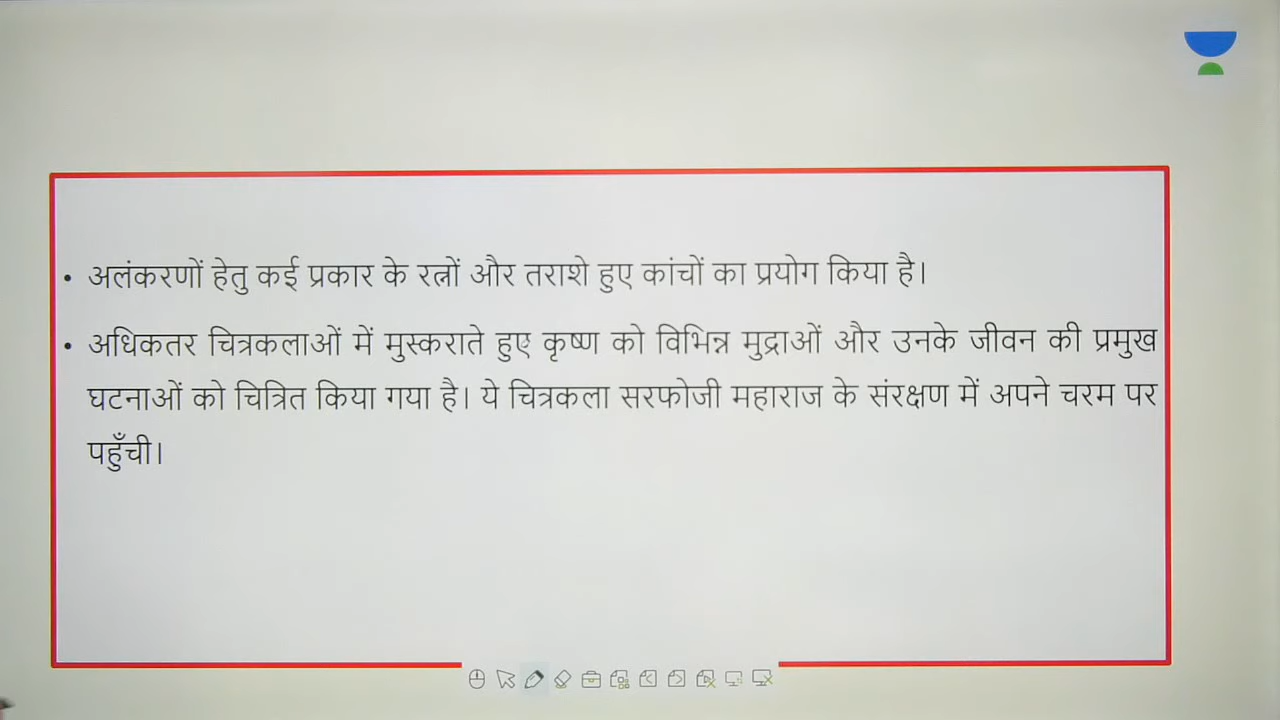 • अलंकरणों हेतु कई प्रकार के रत्नों और तराशे हुए कांचों का प्रयोग किया है।
• अधिकतर चित्रकलाओं में मुस्कराते हुए कृष्ण को विभिन्न मुद्राओं और उनके जीवन की प्रमुख
घटनाओं को चित्रित किया गया है। ये चित्रकला सरफोजी महाराज के संरक्षण में अपने चरम पर
पहुँची।